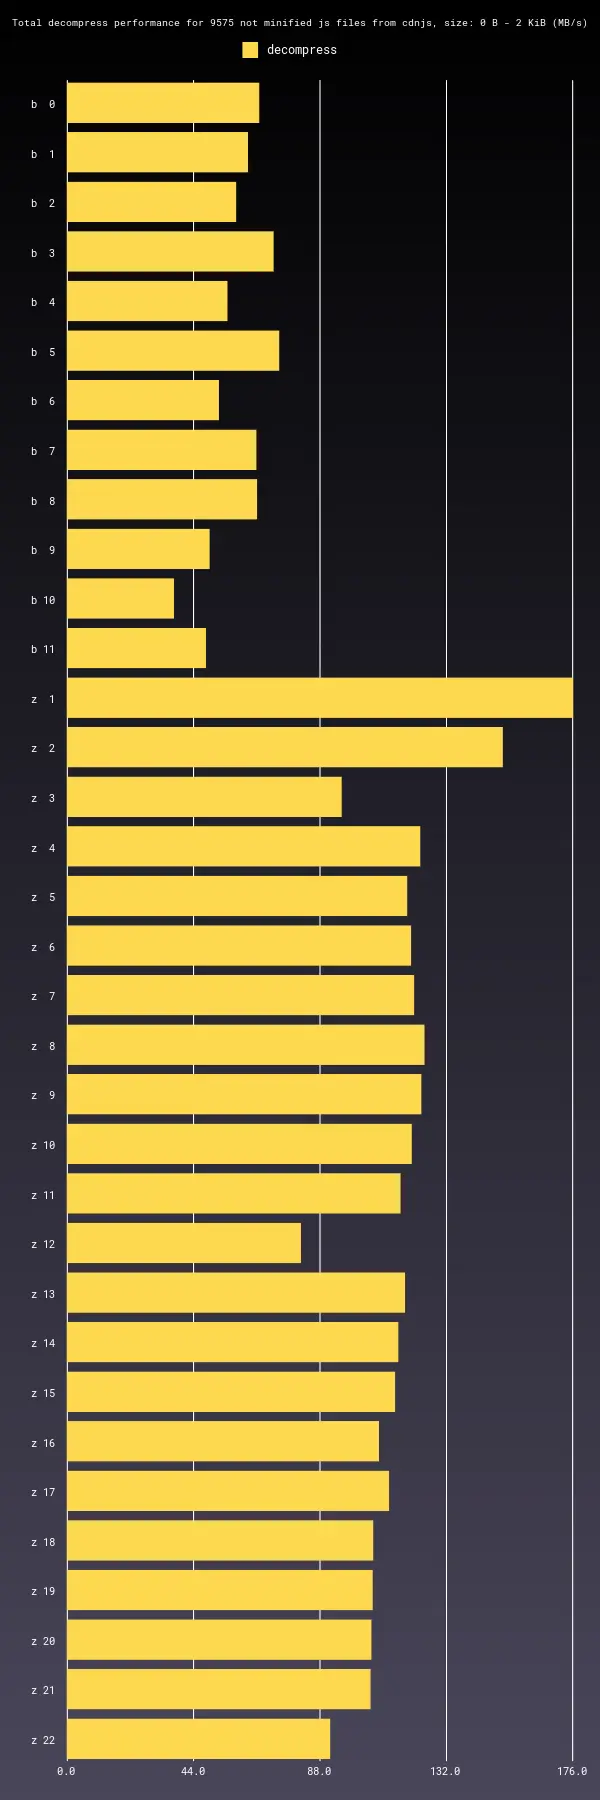 Total decompress performance for 9575 not minified js files from cdnjs, size: 0 B - 2 KiB (MB/s)
decompress
b 0
b 1
b 2
b 3
b 4
b 5
b 6
b 7
b 8
b 9
b 10
b 11
z 1
z 2
z 3
z 4
z 5
z 6
z 7
z 8
z 9
z 10
z 11
z 12
z 13
z 14
z 15
z 16
z 17
z 18
z 19
z 20
z 21
z 22
0.0 44.0 88.0 132.0 176.0